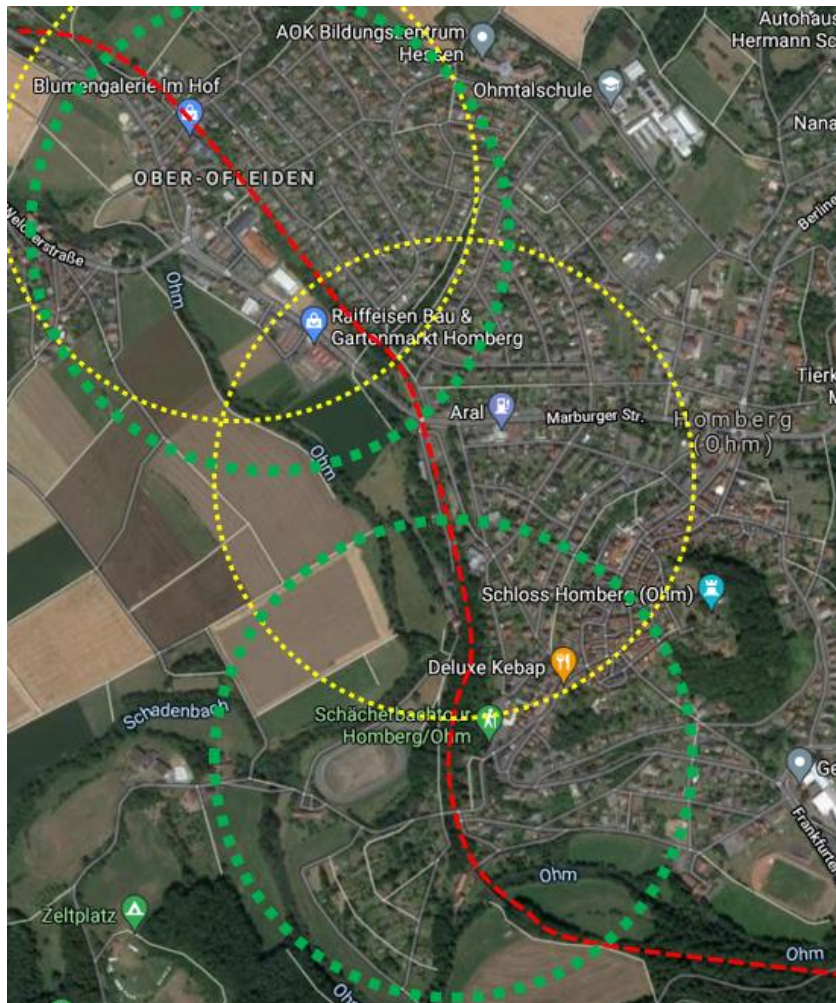 Autohaus
Hermann Sc
AOK Bildungszentrum
Hessen
Blumengalerie Im Hof
Ohmtalschule
Nana
OBER-OFLEIDEN
Berline
Welckerstraße
Ohm
Raiffeisen Bau &
Gartenmarkt Homberg
Tierk
M
Aral
Marburger Str.
Homberg
(Ohm)
Ohm
Schloss Homberg (Ohm)
Deluxe Kebap
Schadenbach
Schächerbachtour
Homberg/Ohm
Ge
Frankfurter
Ohm
Zeltplatz
Ohm
Ohm